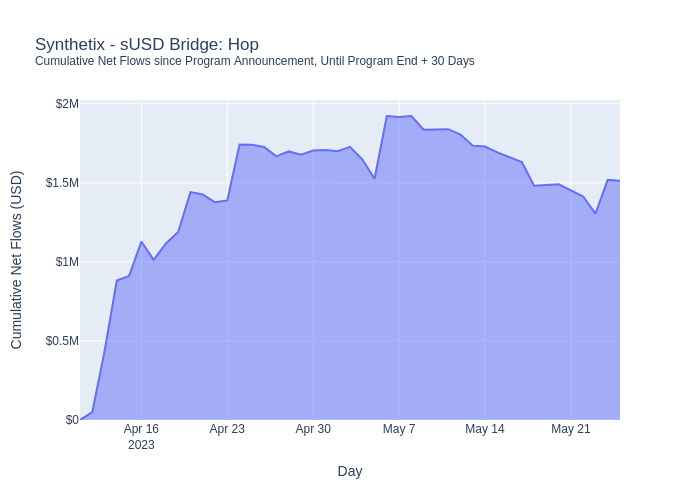 Synthetix - sUSD Bridge: Hop
Cumulative Net Flows since Program Announcement, Until Program End + 30 Days
$2M
$1.5M
$1M
$0.5M
$0
Cumulative Net Flows (USD)
Apr 16
2023
Apr 23
Apr 30
May 7
May 14
May 21
Day